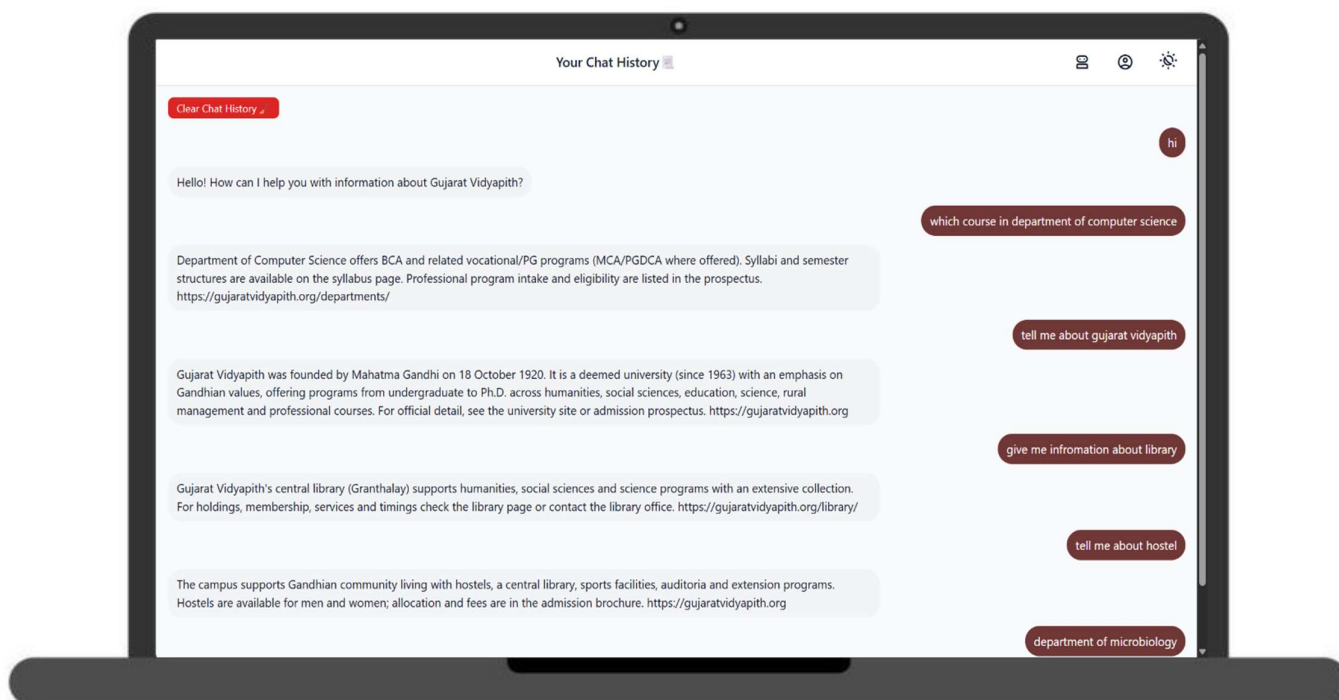 Your Chat History
Clear Chat History
hi
Hello! How can I help you with information about Gujarat Vidyapith?
which course in department of computer science
Department of Computer Science offers BCA and related vocational/PG programs (MCA/PGDCA where offered). Syllabi and semester
structures are available on the syllabus page. Professional program intake and eligibility are listed in the prospectus.
https://gujaratvidyapith.org/departments/
tell me about gujarat vidyapith
Gujarat Vidyapith was founded by Mahatma Gandhi on 18 October 1920. It is a deemed university (since 1963) with an emphasis on
Gandhian values, offering programs from undergraduate to Ph.D. across humanities, social sciences, education, science, rural
management and professional courses. For official detail, see the university site or admission prospectus. https://gujaratvidyapith.org
give me infromation about library
Gujarat Vidyapith's central library (Granthalay) supports humanities, social sciences and science programs with an extensive collection.
For holdings, membership, services and timings check the library page or contact the library office. https://gujaratvidyapith.org/library/
tell me about hostel
The campus supports Gandhian community living with hostels, a central library, sports facilities, auditoria and extension programs.
Hostels are available for men and women; allocation and fees are in the admission brochure. https://gujaratvidyapith.org
department of microbiology